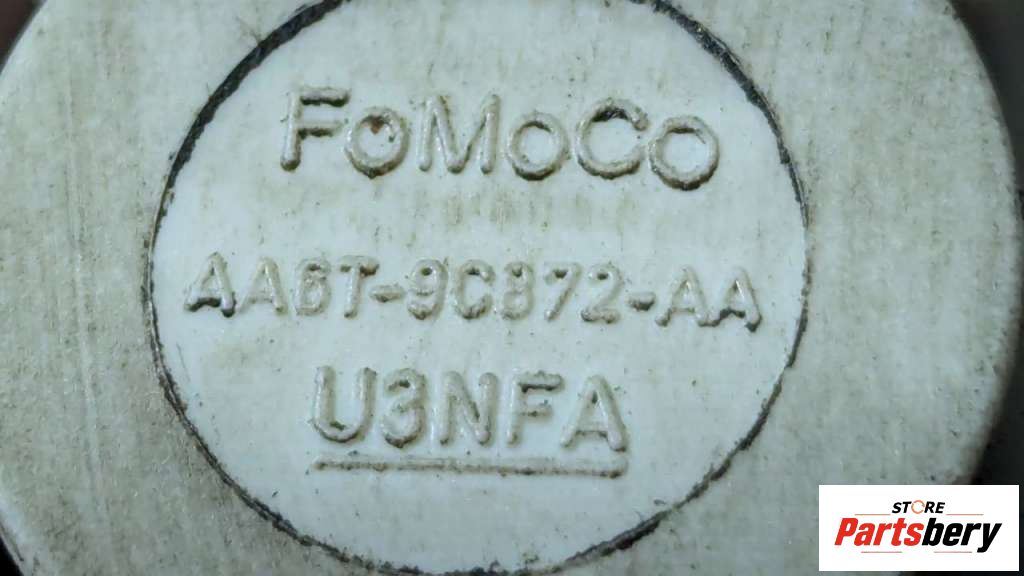 FoMoCo
AA6T-9C872-AA
U3NFA
STORE
Partsbery